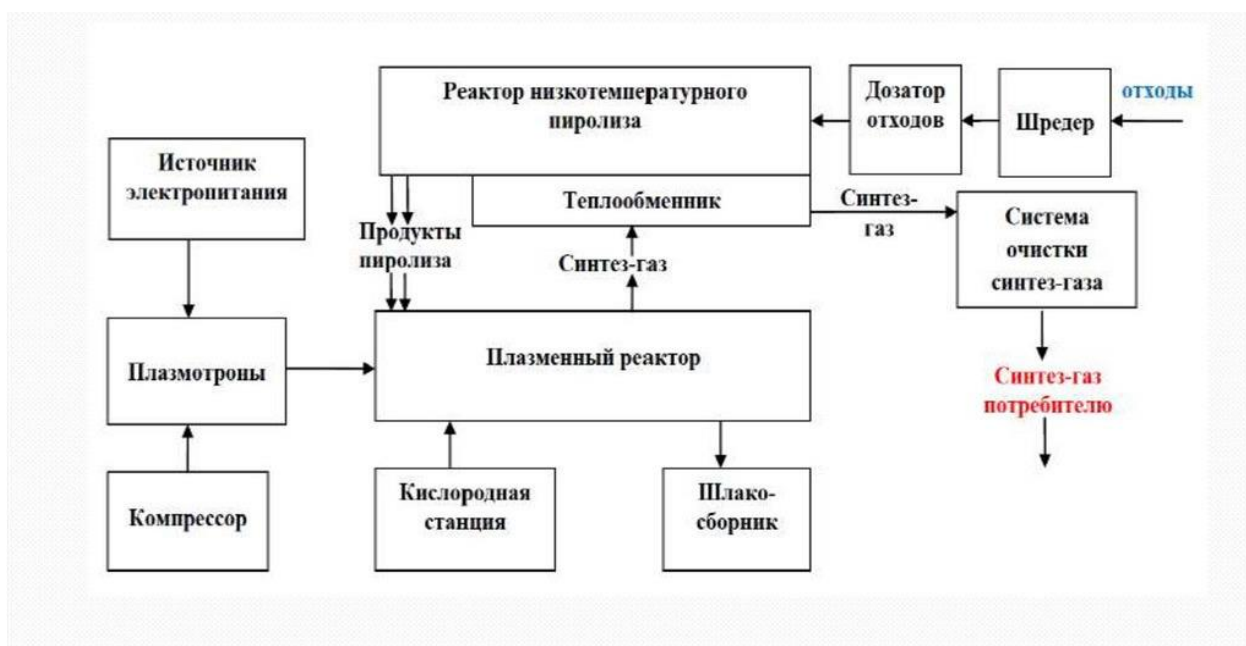 Реактор низкотемпературного
пиролиза
Дозатор
отходов
Шредер
отходы
Источник
электропитания
Теплообменник
Синтез-
газ
Система
очистки
синтез-газа
Продукты
пиролиза
Синтез-газ
Плазмотроны
Плазменный реактор
Синтез-газ
потребителю
Компрессор
Кислородная
станция
Шлако-
сборник